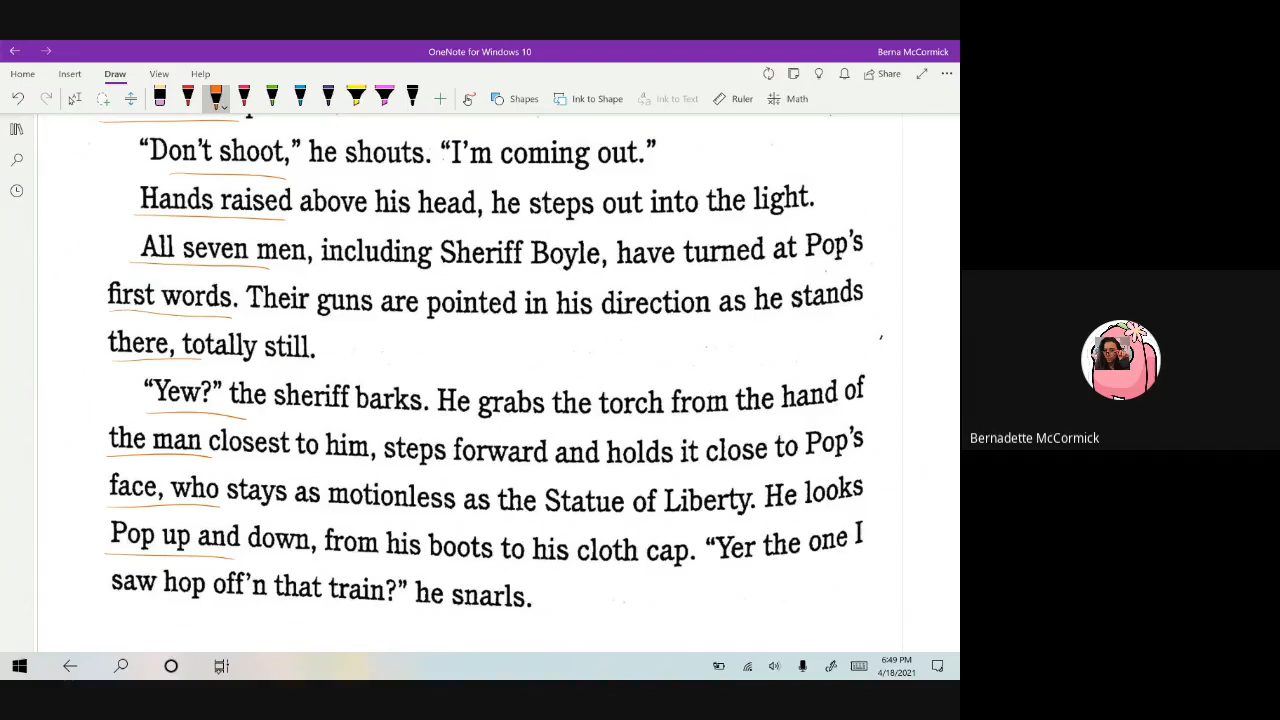 OneNote for Windows 10
Berna McCormick
Home Insert Draw View Help
Share
Shapes Ink to Shape Ink to Text Ruler Math
“Don’t shoot,” he shouts. “I’m coming out.”
Hands raised above his head, he steps out into the light.
All seven men, including Sheriff Boyle, have turned at Pop’s
first words. Their guns are pointed in his direction as he stands
there, totally still.
“Yew?” the sheriff barks. He grabs the torch from the hand of
the man closest to him, steps forward and holds it close to Pop’s
face, who stays as motionless as the Statue of Liberty. He looks
Pop up and down, from his boots to his cloth cap. “Yer the one I
saw hop off’n that train?” he snarls.
Bernadette McCormick
6:49 PM
4/18/2021